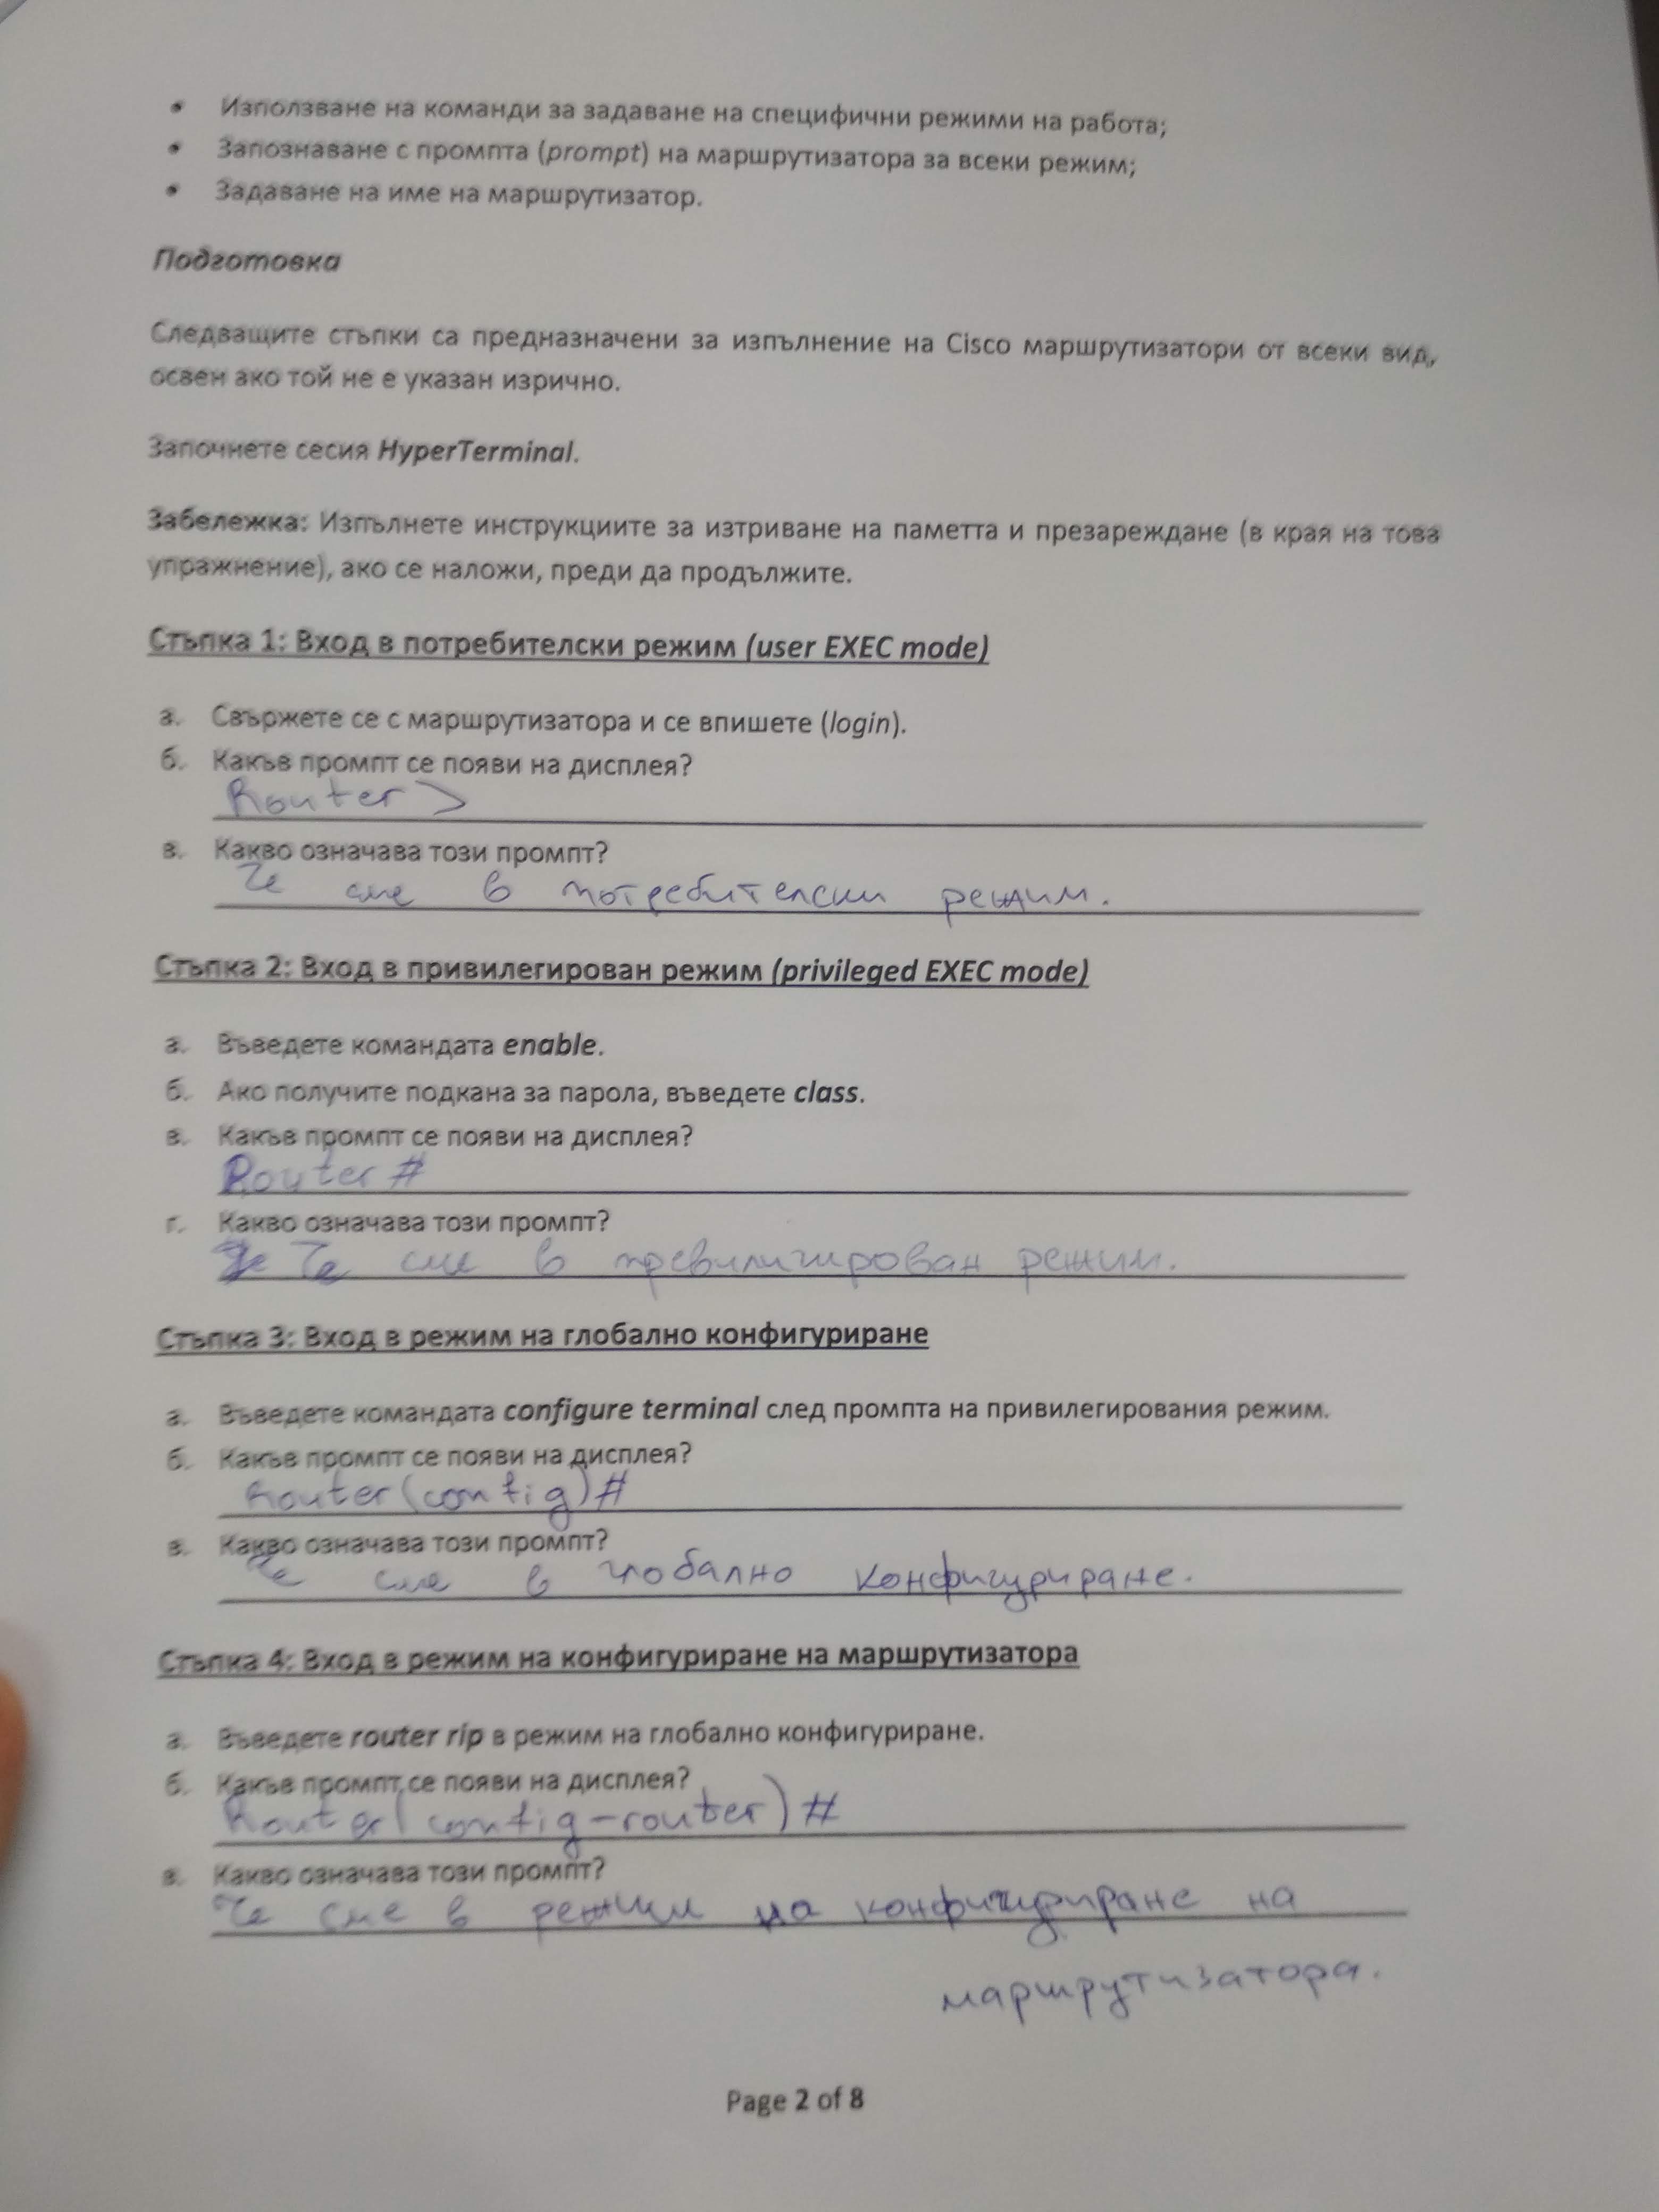 • Използване на команди за задаване на специфични режими на работа;
• Запознаване с промпта (prompt) на маршрутизатора за всеки режим;
• Задаване на име на маршрутизатор.
Подготовка
Следващите стъпки са предназначени за изпълнение на Cisco маршрутизатори от всеки вид,
освен ако той не е указан изрично.
Започнете сесия HyperTerminal.
Забележка: Изпълнете инструкциите за изтриване на паметта и презареждане (в края на това
упражнение), ако се наложи, преди да продължите.
Стъпка 1: Вход в потребителски режим (user EXEC mode)
а. Свържете се с маршрутизатора и се впишете (login).
б. Какъв промпт се появи на дисплея?
Router >
в. Какво означава този промпт?
Че сме в потребителски режим.
Стъпка 2: Вход в привилегирован режим (privileged EXEC mode)
а. Въведете командата enable.
б. Ако получите подкана за парола, въведете class.
в. Какъв промпт се появи на дисплея?
Router #
г. Какво означава този промпт?
Че сме в превилигирован режим.
Стъпка 3: Вход в режим на глобално конфигуриране
а. Въведете командата configure terminal след промпта на привилегирования режим.
б. Какъв промпт се появи на дисплея?
Router (config) #
в. Какво означава този промпт?
Че сме в глобално конфигуриране.
Стъпка 4: Вход в режим на конфигуриране на маршрутизатора
а. Въведете router rip в режим на глобално конфигуриране.
б. Какъв промпт се появи на дисплея?
Router ( config - router ) #
в. Какво означава този промпт?
Че сме в режим на конфигуриране на
маршрутизатора.
Page 2 of 8